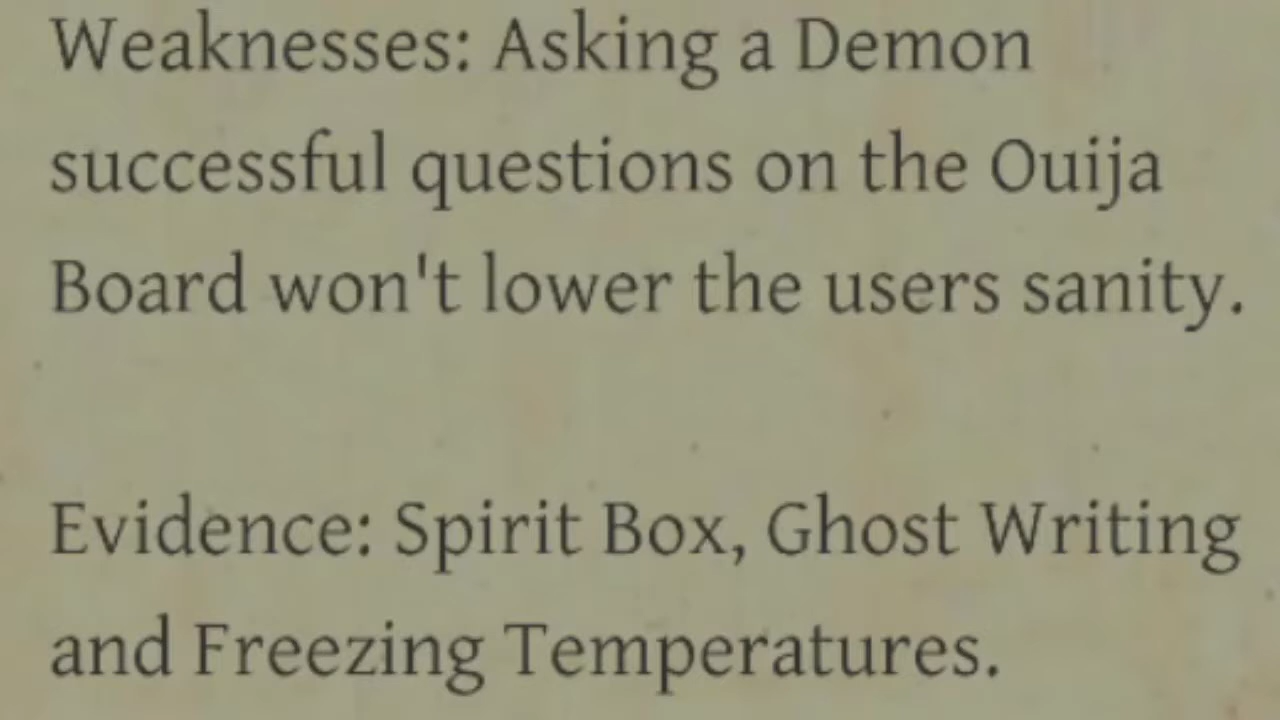 Weaknesses: Asking a Demon
successful questions on the Ouija
Board won't lower the users sanity.
Evidence: Spirit Box, Ghost Writing
and Freezing Temperatures.